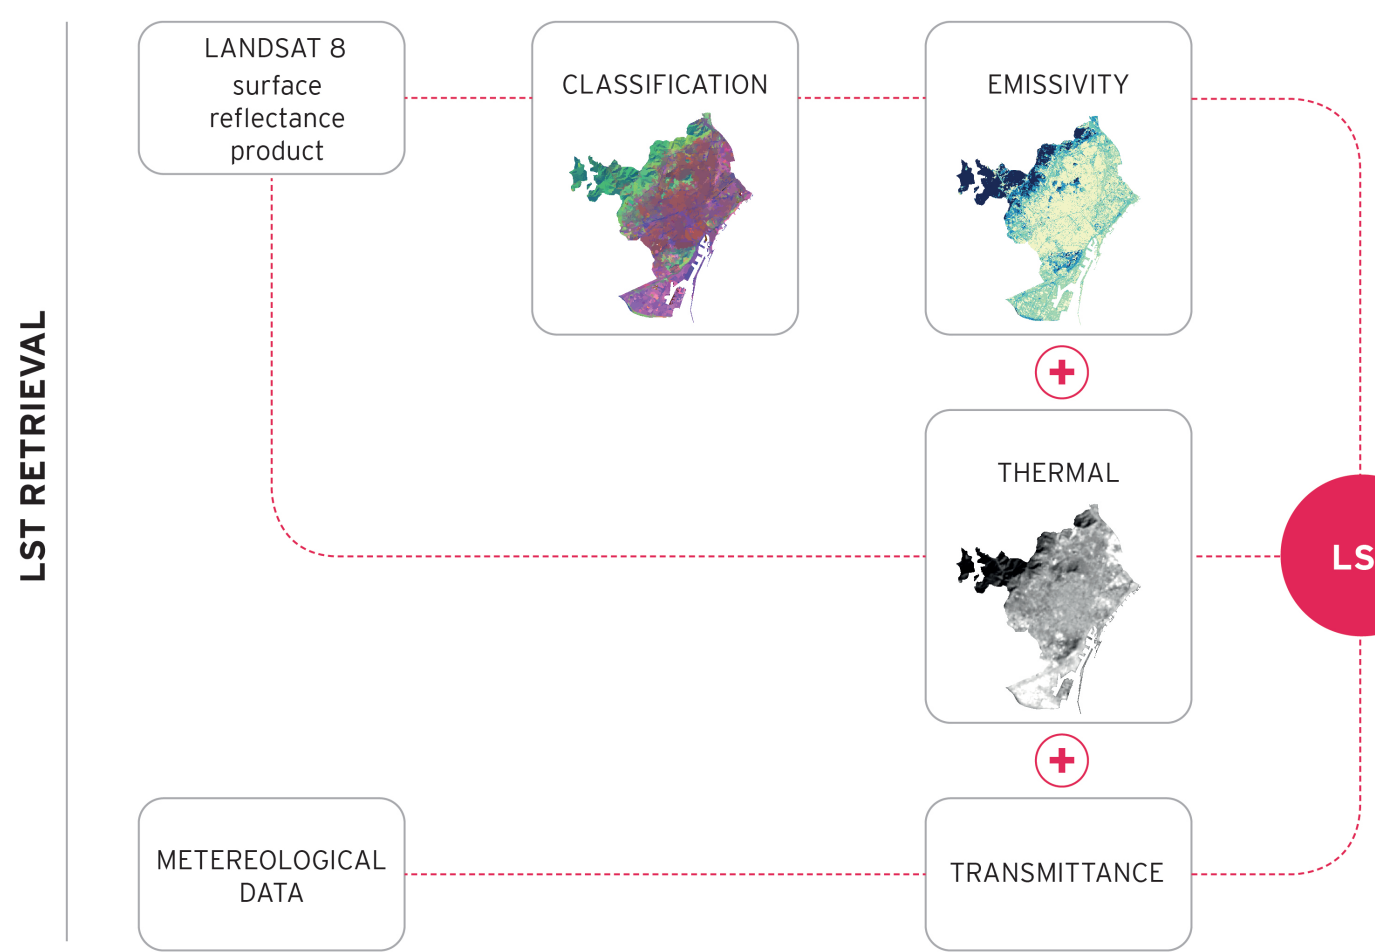 LST RETRIEVAL
LANDSAT 8
surface
reflectance
product
CLASSIFICATION
EMISSIVITY
THERMAL
LS
METEREOLOGICAL
DATA
TRANSMITTANCE